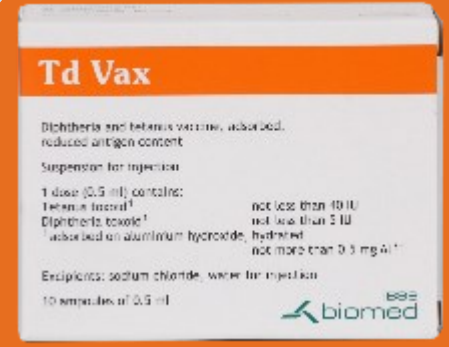 Td Vax
Diphtheria and tetanus vaccine, adsorbed,
reduced antigen content
Suspension for injection
1 dose (0.5 ml) contains:
Tetanus toxoid¹ not less than 40 IU
Diphtheria toxoid¹ not less than 5 IU
¹adsorbed on aluminium hydroxide, hydrated
not more than 0.5 mg Al³⁺
Excipients: sodium chloride, water for injection
10 ampoules of 0.5 ml
biomed